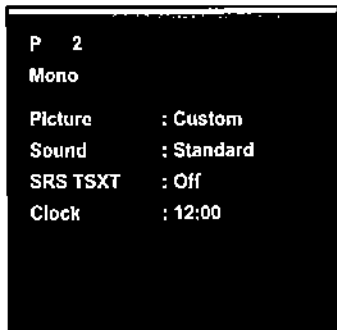 P 2
Mono
Picture : Custom
Sound : Standard
SRS TSXT : Off
Clock : 12:00